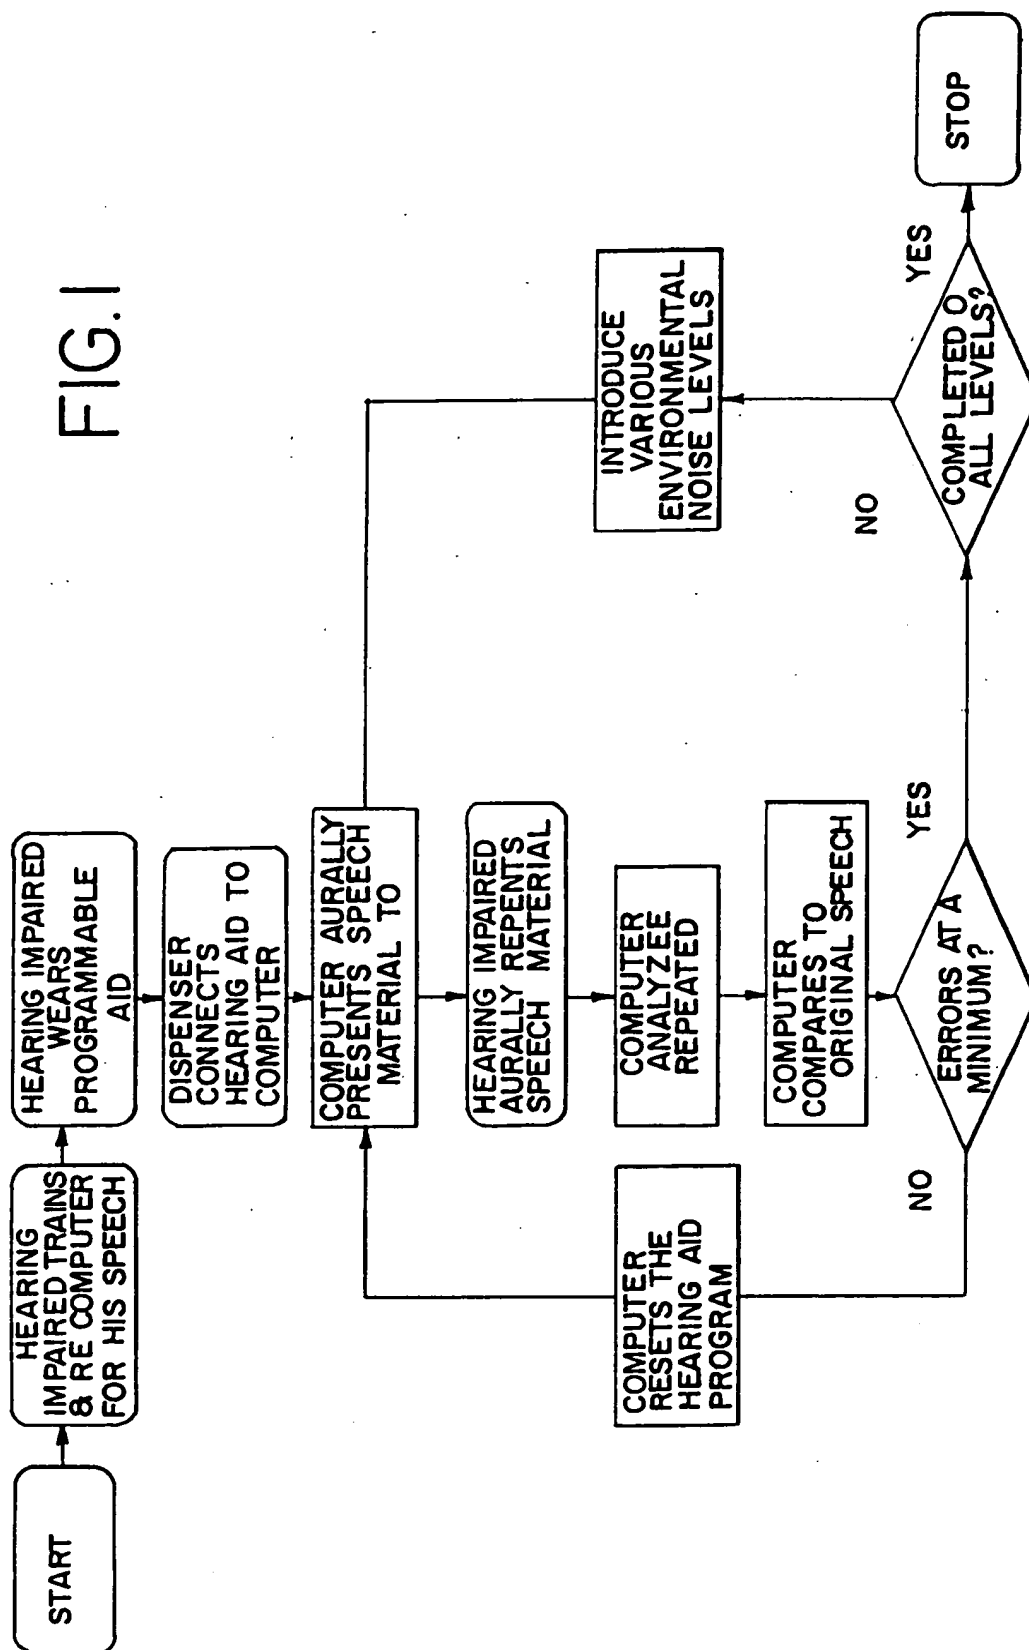 FIG.1
START
HEARING
IMPAIRED TRAINS
& RE COMPUTER
FOR HIS SPEECH
HEARING IMPAIRED
WEARS
PROGRAMMABLE
AID
DISPENSER
CONNECTS
HEARING AID TO
COMPUTER
COMPUTER AURALLY
PRESENTS SPEECH
MATERIAL TO
HEARING IMPAIRED
AURALLY REPENTS
SPEECH MATERIAL
COMPUTER
ANALYZEE
REPEATED
COMPUTER
COMPARES TO
ORIGINAL SPEECH
ERRORS AT A
MINIMUM?
NO
COMPUTER
RESETS THE
HEARING AID
PROGRAM
YES
COMPLETED O
ALL LEVELS?
NO
INTRODUCE
VARIOUS
ENVIRONMENTAL
NOISE LEVELS
YES
STOP